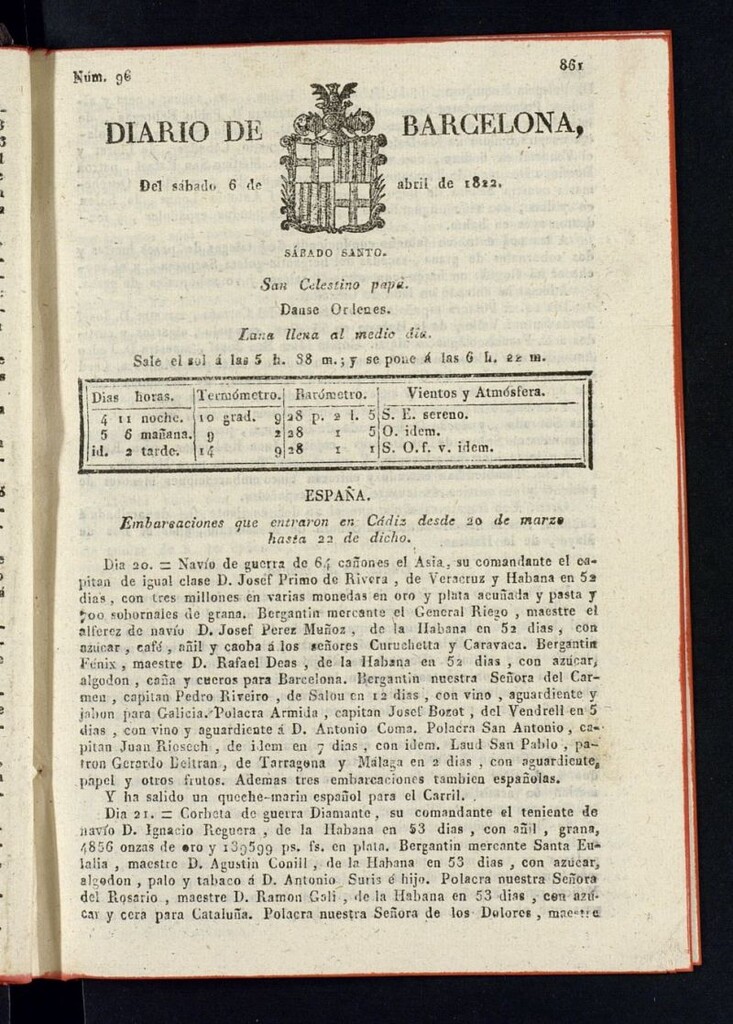 Núm. 96
861
DIARIO DE BARCELONA,
Del sábado 6 de abril de 1822.
SÁBADO SANTO.
San Celestino papa.
Danse Ordenes.
Luna llena al medio dia.
Sale el sol á las 5 h. 38 m.; y se pone á las 6 h. 22 m.
Dias horas. Termómetro. Barómetro. Vientos y Atmósfera.
4 11 noche. 10 grad. 9 28 p. 2 l. 5 S. E. sereno.
5 6 mañana. 9 2 28 1 5 O. idem.
id. 2 tarde. 14 9 28 1 1 S. O. f. v. idem.
ESPAÑA.
Embarcaciones que entraron en Cádiz desde 20 de marzo
hasta 22 de dicho.
Dia 20. = Navío de guerra de 64 cañones el Asia, su comandante el ca-
pitan de igual clase D. Josef Primo de Rivera, de Veracruz y Habana en 52
dias, con tres millones en varias monedas en oro y plata acuñada y pasta y
700 sobornales de grana. Bergantin mercante el General Riego, maestre el
alferez de navío D. Josef Perez Muñoz, de la Habana en 52 dias, con
azúcar, café, añil y caoba á los señores Curuchetta y Caravaca. Bergantin
Fénix, maestre D. Rafael Deas, de la Habana en 52 dias, con azúcar,
algodon, caña y cueros para Barcelona. Bergantin nuestra Señora del Car-
men, capitan Pedro Riveiro, de Salou en 12 dias, con vino, aguardiente y
jabon para Galicia. Polacra Armida, capitan Josef Bozot, del Vendrell en 5
dias, con vino y aguardiente á D. Antonio Coma. Polacra San Antonio, ca-
pitan Juan Riosech, de idem en 7 dias, con idem. Laud San Pablo, pa-
tron Gerardo Beltran, de Tarragona y Málaga en 2 dias, con aguardiente,
papel y otros frutos. Ademas tres embarcaciones tambien españolas.
Y ha salido un queche-marin español para el Carril.
Dia 21. = Corbeta de guerra Diamante, su comandante el teniente de
navío D. Ignacio Reguera, de la Habana en 53 dias, con añil, grana,
4856 onzas de oro y 139599 ps. fs. en plata. Bergantin mercante Santa Eu-
lalia, maestre D. Agustin Conill, de la Habana en 53 dias, con azúcar,
algodon, palo y tabaco á D. Antonio Suris é hijo. Polacra nuestra Señora
del Rosario, maestre D. Ramon Galí, de la Habana en 53 dias, con azú-
car y cera para Cataluña. Polacra nuestra Señora de los Dolores, maestre